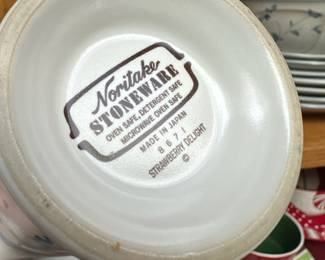 Noritake
STONEWARE
OVEN SAFE, DETERGENT SAFE
MICROWAVE OVEN SAFE
MADE IN JAPAN
8671
STRAWBERRY DELIGHT
©